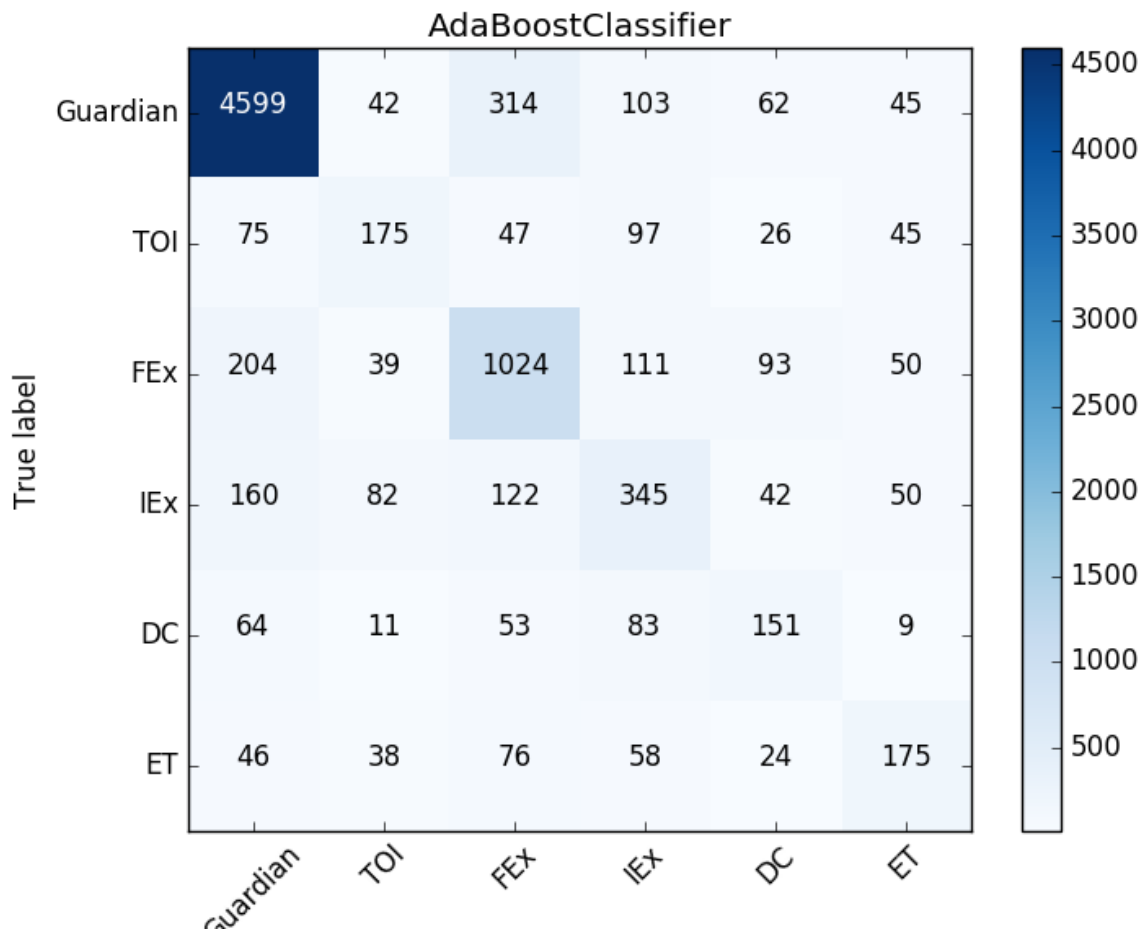 AdaBoostClassifier
Guardian 4599 42 314 103 62 45
TOI 75 175 47 97 26 45
FEx 204 39 1024 111 93 50
IEx 160 82 122 345 42 50
DC 64 11 53 83 151 9
ET 46 38 76 58 24 175
True label
Guardian TOI FEx IEx DC ET
4500
4000
3500
3000
2500
2000
1500
1000
500